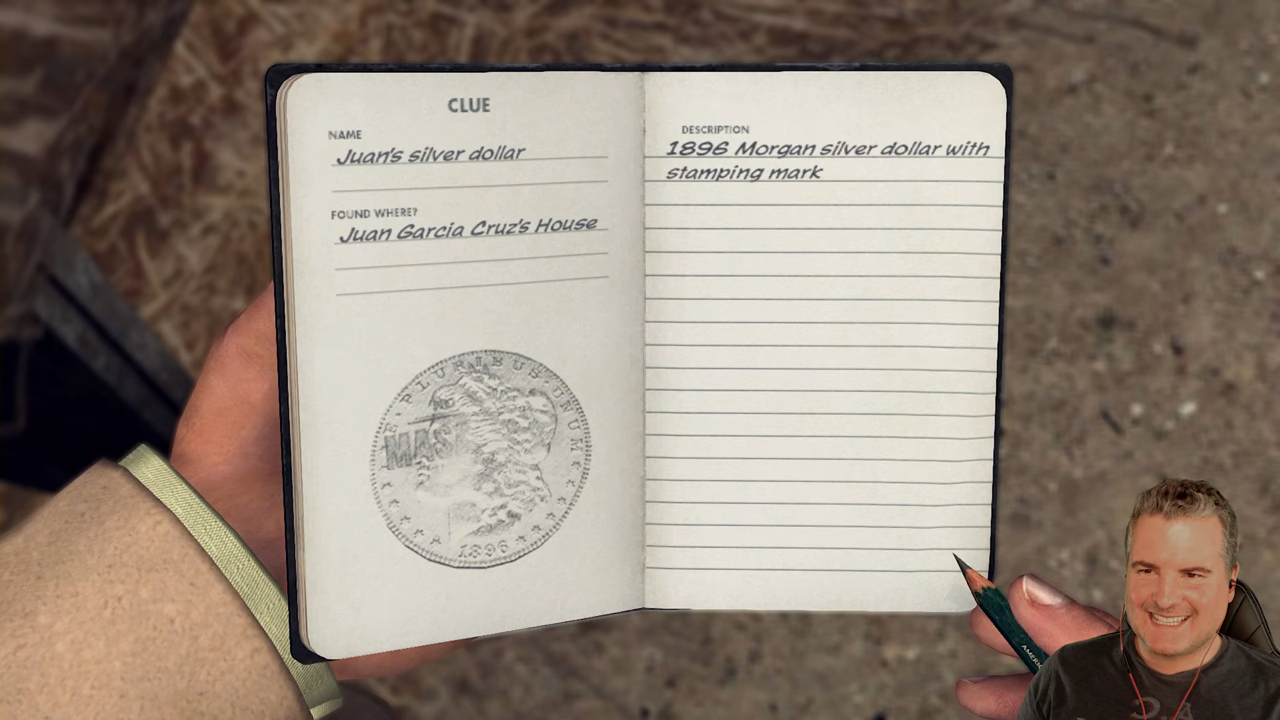 CLUE
NAME
Juan's silver dollar
FOUND WHERE?
Juan Garcia Cruz's House
E·PLURIBUS·UNUM
MAS
1896
DESCRIPTION
1896 Morgan silver dollar with
stamping mark